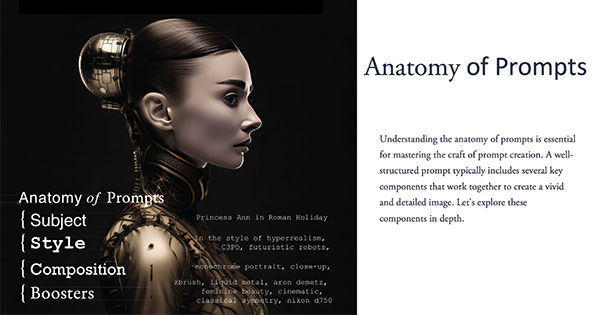 Anatomy of Prompts
{ Subject
{ Style
{ Composition
{ Boosters
Princess Ann in Roman Holiday
in the style of hyperrealism,
C3PO, futuristic robots,
monochrome portrait, close-up,
zbrush, liquid metal, aron demetz,
feminine beauty, cinematic,
classical symmetry, nikon d750
Anatomy of Prompts
Understanding the anatomy of prompts is essential
for mastering the craft of prompt creation. A well-
structured prompt typically includes several key
components that work together to create a vivid
and detailed image. Let's explore these
components in depth.